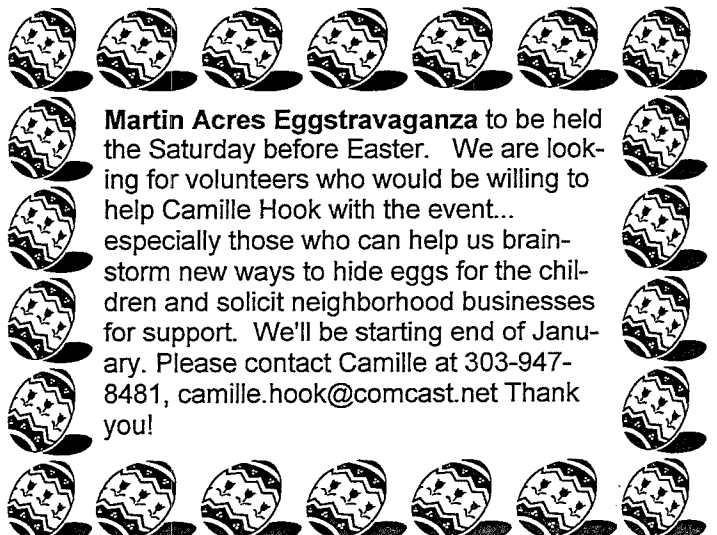 Martin Acres Eggstravaganza to be held
the Saturday before Easter.   We are look-
ing for volunteers who would be willing to
help Camille Hook with the event...
especially those who can help us brain-
storm new ways to hide eggs for the chil-
dren and solicit neighborhood businesses
for support.  We'll be starting end of Janu-
ary. Please contact Camille at 303-947-
8481, camille.hook@comcast.net Thank
you!